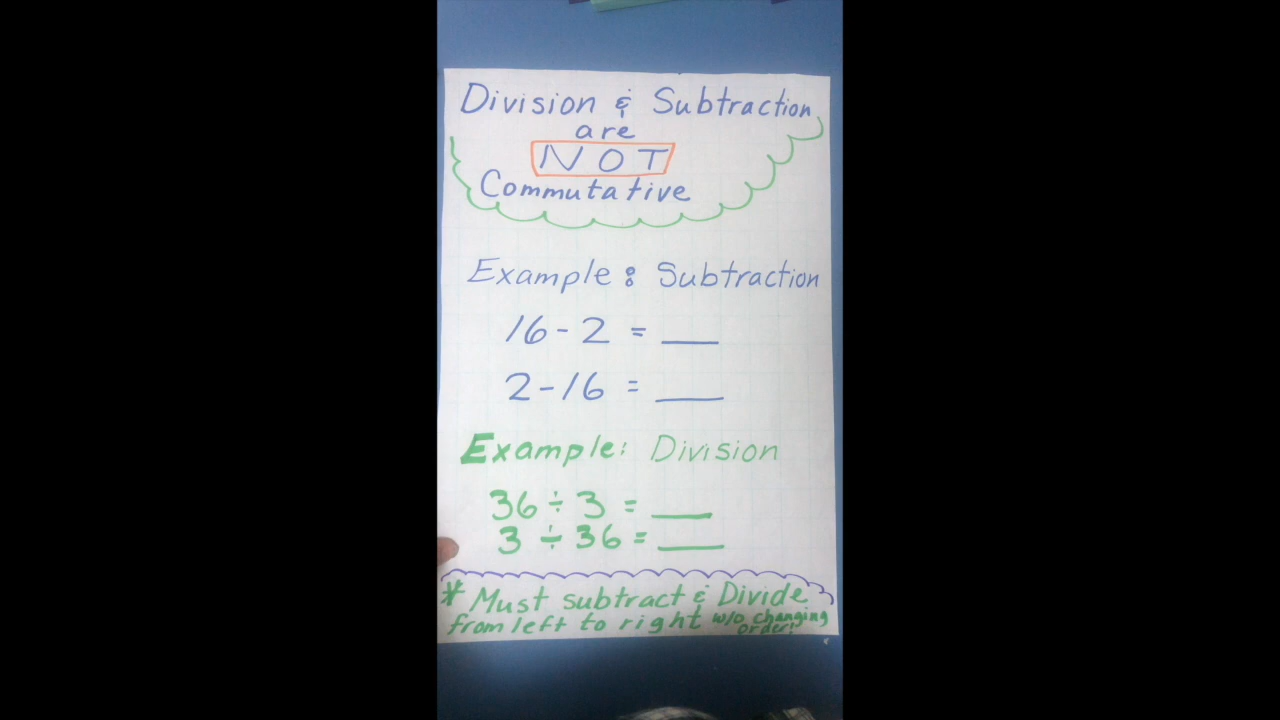 Division & Subtraction
are
NOT
Commutative
Example: Subtraction
16 - 2 = ___
2 - 16 = ___
Example: Division
36 ÷ 3 = ___
3 ÷ 36 = ___
* Must subtract & Divide
from left to right w/o changing
order!